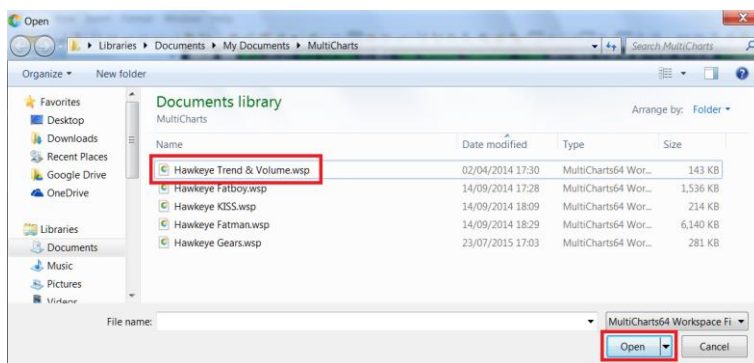 Open
Libraries ▸ Documents ▸ My Documents ▸ MultiCharts
Search MultiCharts
Organize
New folder
Favorites
Desktop
Downloads
Recent Places
Google Drive
OneDrive
Libraries
Documents
Music
Pictures
Videos
Documents library
MultiCharts
Arrange by: Folder
Name Date modified Type Size
Hawkeye Trend & Volume.wsp 02/04/2014 17:30 MultiCharts64 Wor... 143 KB
Hawkeye Fatboy.wsp 14/09/2014 17:28 MultiCharts64 Wor... 1,536 KB
Hawkeye KISS.wsp 14/09/2014 18:09 MultiCharts64 Wor... 214 KB
Hawkeye Fatman.wsp 14/09/2014 18:29 MultiCharts64 Wor... 6,140 KB
Hawkeye Gears.wsp 23/07/2015 17:03 MultiCharts64 Wor... 281 KB
File name:
MultiCharts64 Workspace Fi
Open
Cancel